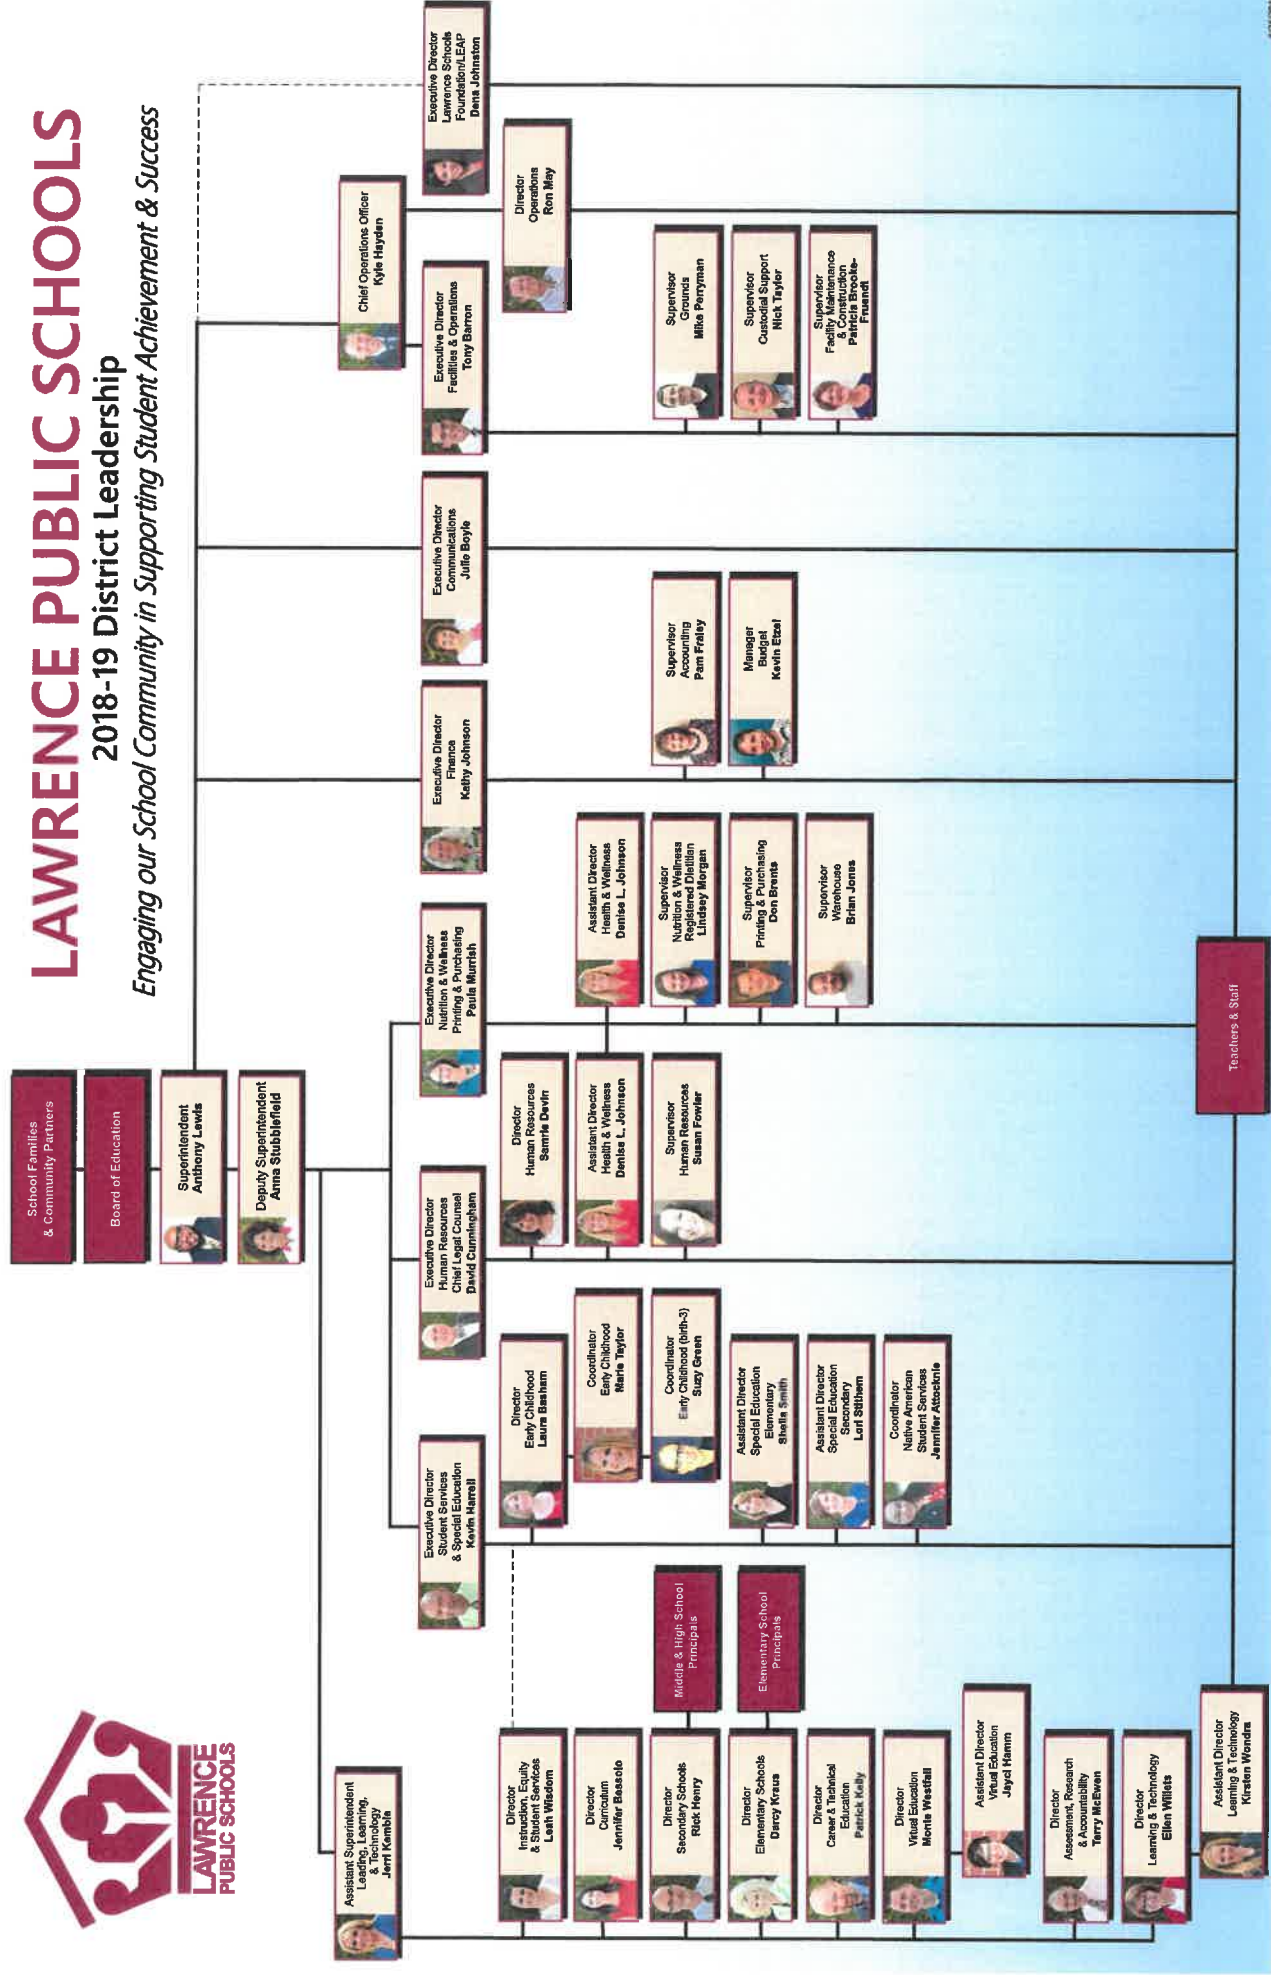 LAWRENCE PUBLIC SCHOOLS
2018-19 District Leadership
Engaging our School Community in Supporting Student Achievement & Success
LAWRENCE
PUBLIC SCHOOLS
School Families
& Community Partners
Board of Education
Superintendent
Anthony Lewis
Deputy Superintendent
Anna Stubblefield
Assistant Superintendent
Leading, Learning,
& Technology
Jerri Kemble
Chief Operations Officer
Kyle Hayden
Executive Director
Student Services
& Special Education
Kevin Harrell
Executive Director
Human Resources
Chief Legal Counsel
David Cunningham
Executive Director
Nutrition & Wellness
Printing & Purchasing
Paula Murrish
Executive Director
Finance
Kathy Johnson
Executive Director
Communications
Julie Boyle
Executive Director
Facilities & Operations
Tony Barron
Executive Director
Lawrence Schools
Foundation/LEAP
Dena Johnston
Director
Instruction, Equity
& Student Services
Leah Wisdom
Director
Curriculum
Jennifer Bessolo
Director
Secondary Schools
Rick Henry
Middle & High School
Principals
Director
Elementary Schools
Darcy Kraus
Elementary School
Principals
Director
Career & Technical
Education
Patrick Kelly
Director
Virtual Education
Monte Westfall
Assistant Director
Virtual Education
Jayci Hamm
Director
Assessment, Research
& Accountability
Terry McEwen
Director
Learning & Technology
Ellen Willets
Assistant Director
Learning & Technology
Kirsten Wondra
Director
Early Childhood
Laura Basham
Coordinator
Early Childhood
Marie Taylor
Coordinator
Early Childhood (birth-3)
Suzy Green
Assistant Director
Special Education
Elementary
Sheila Smith
Assistant Director
Special Education
Secondary
Lori Stithem
Coordinator
Native American
Student Services
Jennifer Attocknie
Director
Human Resources
Samrie Devin
Assistant Director
Health & Wellness
Denise L. Johnson
Supervisor
Human Resources
Susan Fowler
Assistant Director
Health & Wellness
Denise L. Johnson
Supervisor
Nutrition & Wellness
Registered Dietitian
Lindsey Morgan
Supervisor
Printing & Purchasing
Don Brents
Supervisor
Warehouse
Brian Jones
Supervisor
Accounting
Pam Fraley
Manager
Budget
Kevin Etzel
Director
Operations
Ron May
Supervisor
Grounds
Mike Perryman
Supervisor
Custodial Support
Nick Taylor
Supervisor
Facility Maintenance
& Construction
Patricia Brooke-
Fruendt
Teachers & Staff